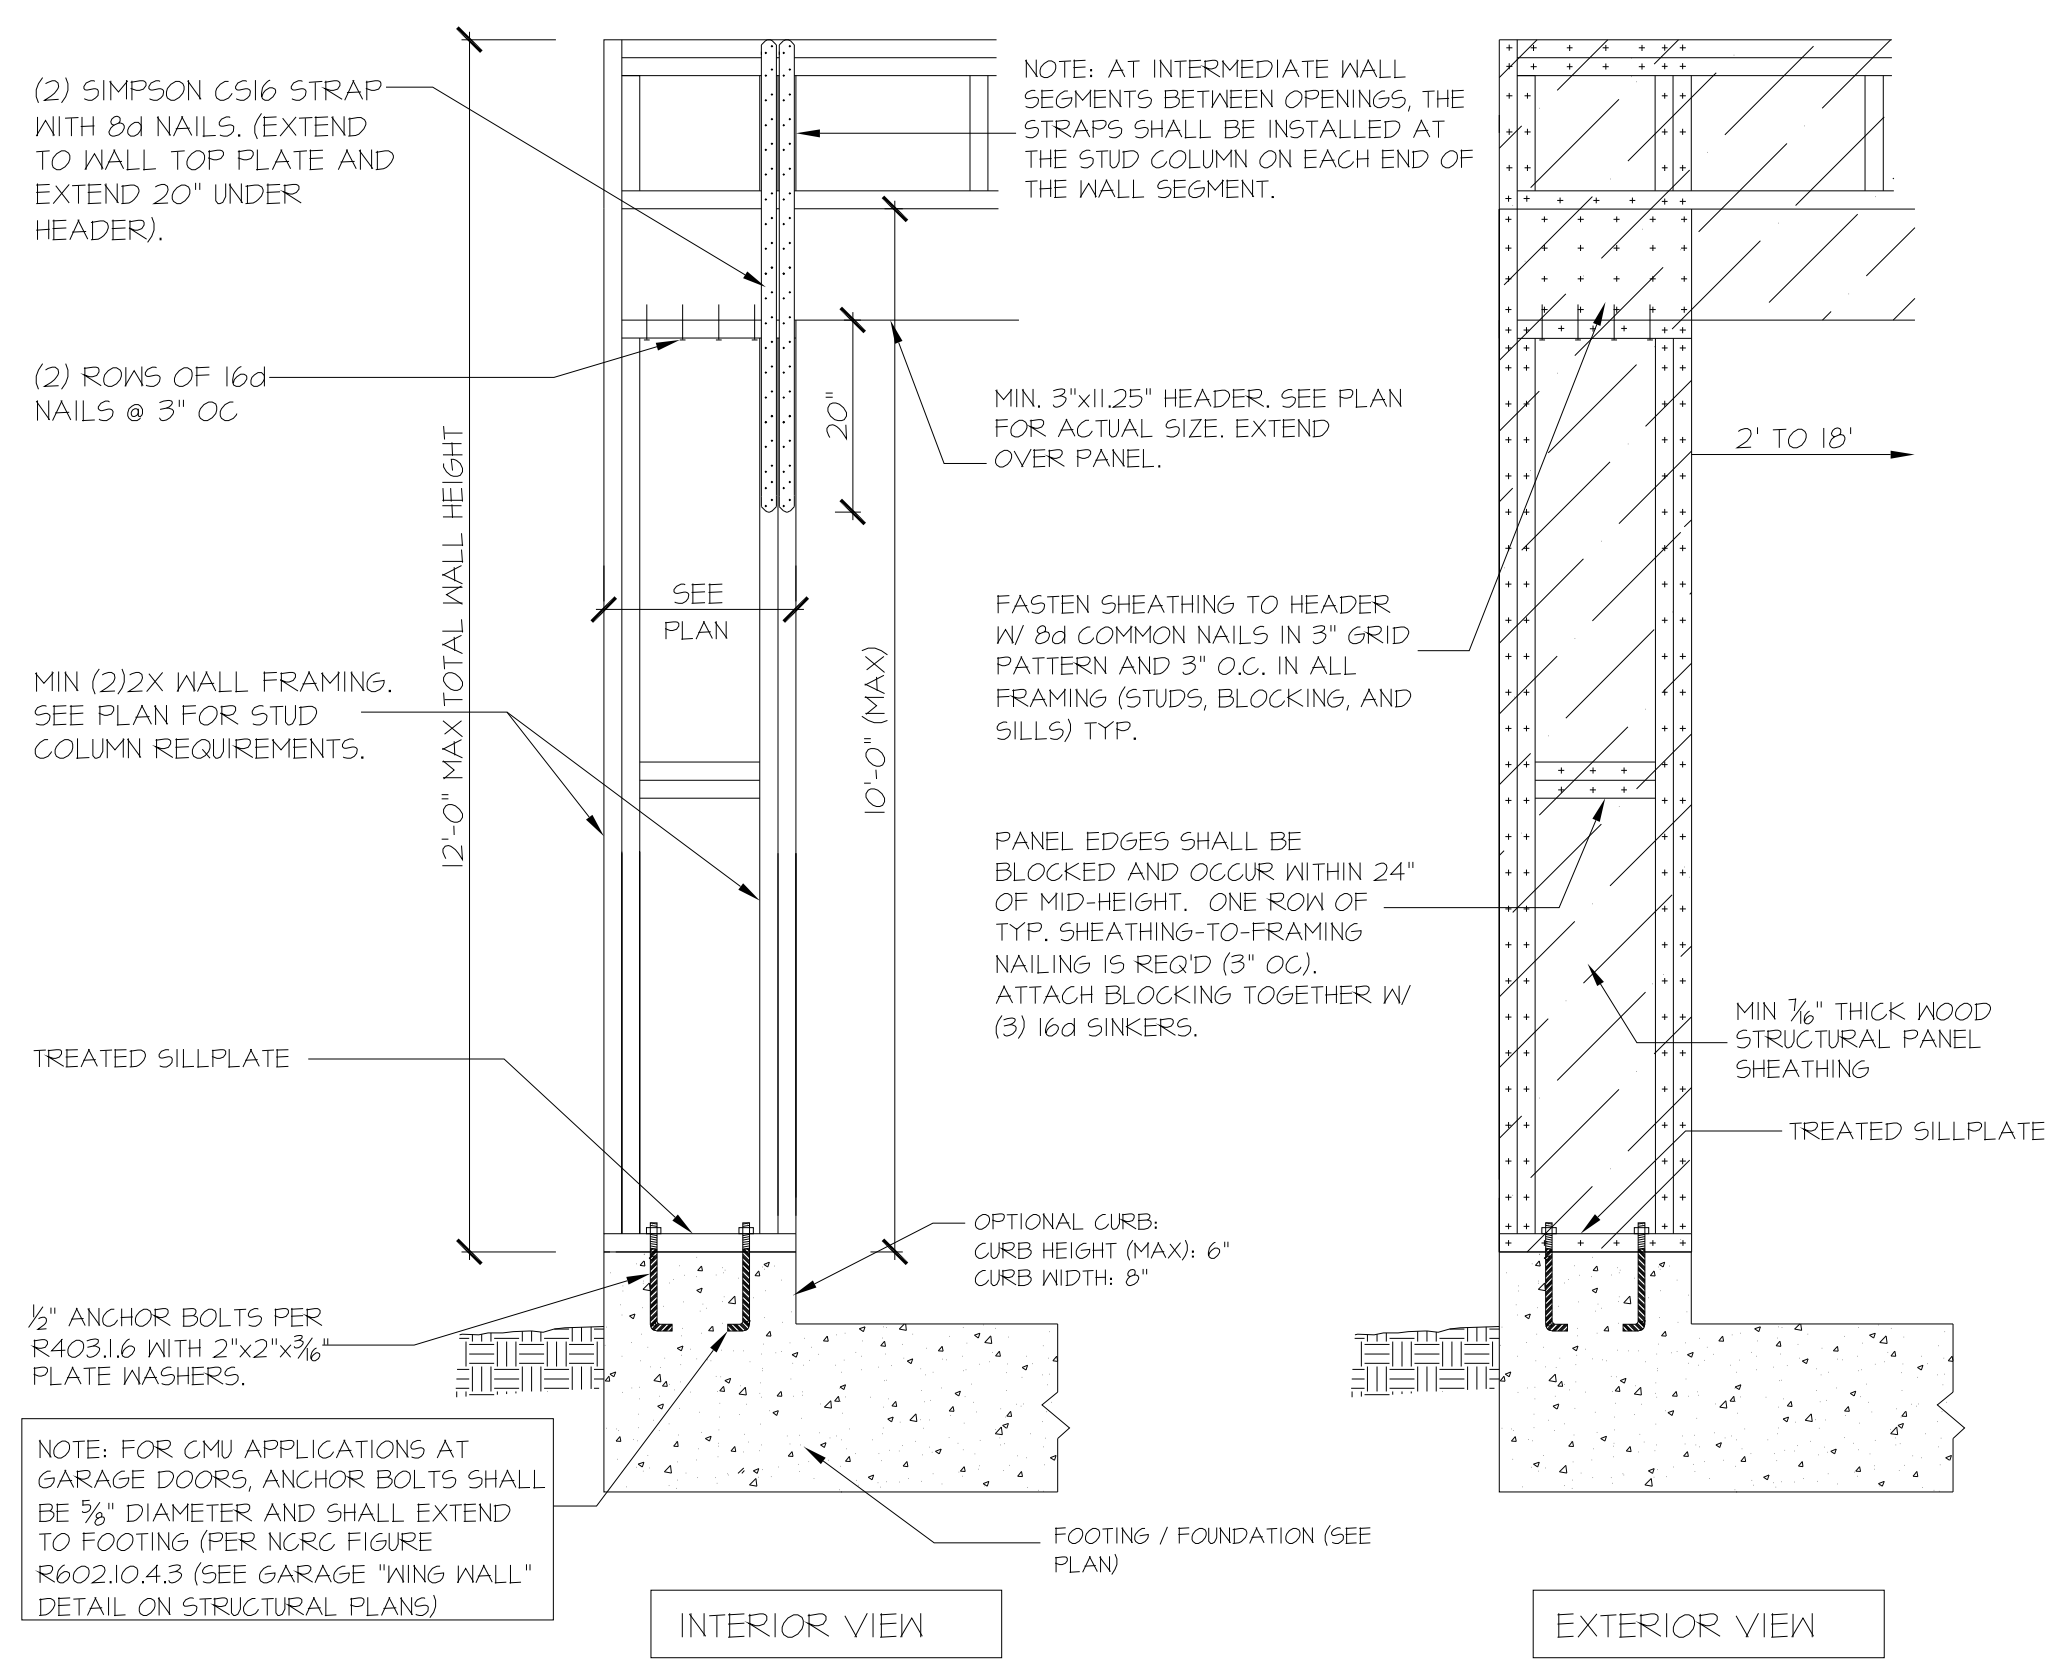 (2) SIMPSON CS16 STRAP
WITH 8d NAILS. (EXTEND
TO WALL TOP PLATE AND
EXTEND 20" UNDER
HEADER).
(2) ROWS OF 16d
NAILS @ 3" OC
12'-0" MAX TOTAL WALL HEIGHT
MIN (2)2X WALL FRAMING.
SEE PLAN FOR STUD
COLUMN REQUIREMENTS.
TREATED SILLPLATE
½" ANCHOR BOLTS PER
R403.1.6 WITH 2"x2"x3/16"
PLATE WASHERS.
NOTE: FOR CMU APPLICATIONS AT
GARAGE DOORS, ANCHOR BOLTS SHALL
BE ⅝" DIAMETER AND SHALL EXTEND
TO FOOTING (PER NCRC FIGURE
R602.10.4.3 (SEE GARAGE "WING WALL"
DETAIL ON STRUCTURAL PLANS)
SEE
PLAN
20"
10'-0" (MAX)
NOTE: AT INTERMEDIATE WALL
SEGMENTS BETWEEN OPENINGS, THE
STRAPS SHALL BE INSTALLED AT
THE STUD COLUMN ON EACH END OF
THE WALL SEGMENT.
MIN. 3"x11.25" HEADER. SEE PLAN
FOR ACTUAL SIZE. EXTEND
OVER PANEL.
FASTEN SHEATHING TO HEADER
W/ 8d COMMON NAILS IN 3" GRID
PATTERN AND 3" O.C. IN ALL
FRAMING (STUDS, BLOCKING, AND
SILLS) TYP.
PANEL EDGES SHALL BE
BLOCKED AND OCCUR WITHIN 24"
OF MID-HEIGHT. ONE ROW OF
TYP. SHEATHING-TO-FRAMING
NAILING IS REQ'D (3" OC).
ATTACH BLOCKING TOGETHER W/
(3) 16d SINKERS.
OPTIONAL CURB:
CURB HEIGHT (MAX): 6"
CURB WIDTH: 8"
FOOTING / FOUNDATION (SEE
PLAN)
INTERIOR VIEW
2' TO 18'
MIN 7/16" THICK WOOD
STRUCTURAL PANEL
SHEATHING
TREATED SILLPLATE
EXTERIOR VIEW